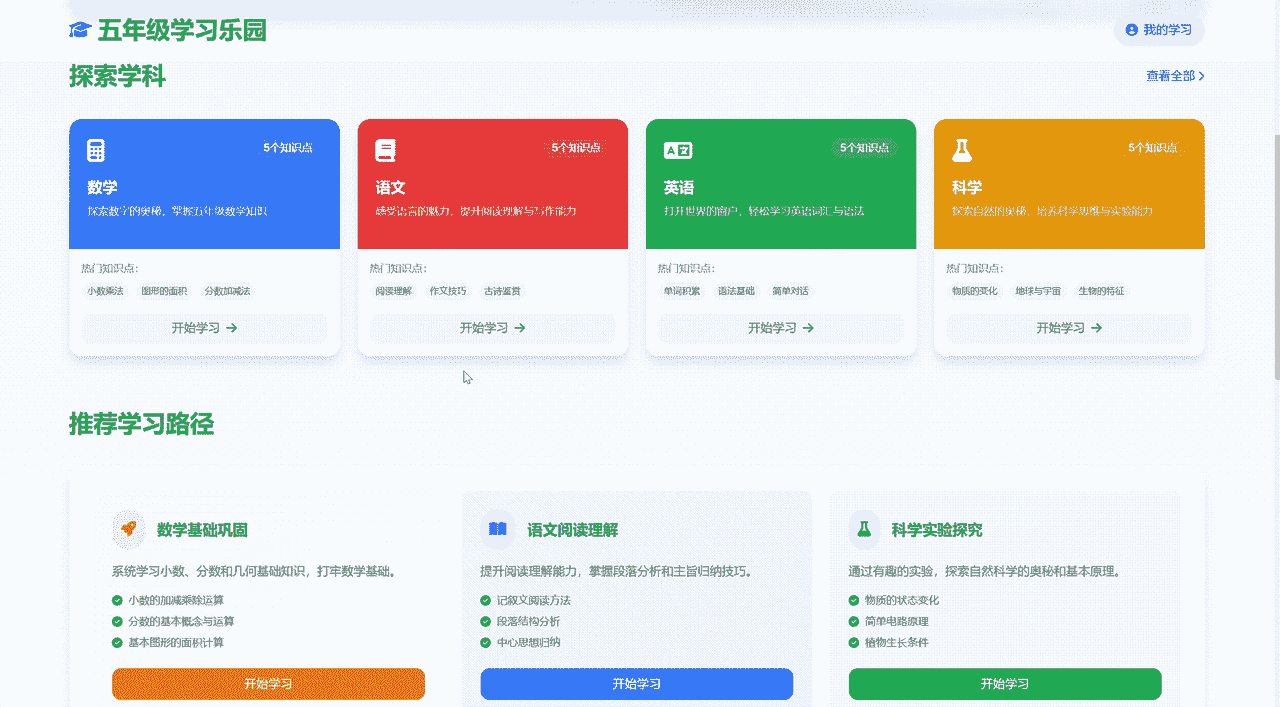 五年级学习乐园
我的学习
探索学科
查看全部
5个知识点
数学
探索数字的奥秘，掌握五年级数学知识
热门知识点：
小数乘法 图形的面积 分数加减法
开始学习
5个知识点
语文
感受语言的魅力，提升阅读理解与写作能力
热门知识点：
阅读理解 作文技巧 古诗鉴赏
开始学习
5个知识点
英语
打开世界的窗户，轻松学习英语词汇与语法
热门知识点：
单词积累 语法基础 简单对话
开始学习
5个知识点
科学
探索自然的奥秘，培养科学思维与实验能力
热门知识点：
物质的变化 地球与宇宙 生物的特征
开始学习
推荐学习路径
数学基础巩固
系统学习小数、分数和几何基础知识，打牢数学基础。
小数的加减乘除运算
分数的基本概念与运算
基本图形的面积计算
开始学习
语文阅读理解
提升阅读理解能力，掌握段落分析和主旨归纳技巧。
记叙文阅读方法
段落结构分析
中心思想归纳
开始学习
科学实验探究
通过有趣的实验，探索自然科学的奥秘和基本原理。
物质的状态变化
简单电路原理
植物生长条件
开始学习